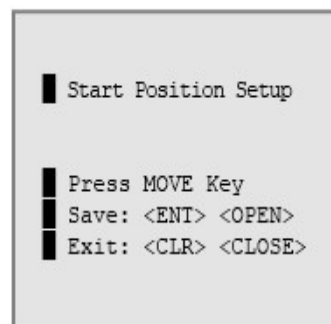 Start Position Setup
Press MOVE Key
Save: <ENT> <OPEN>
Exit: <CLR> <CLOSE>